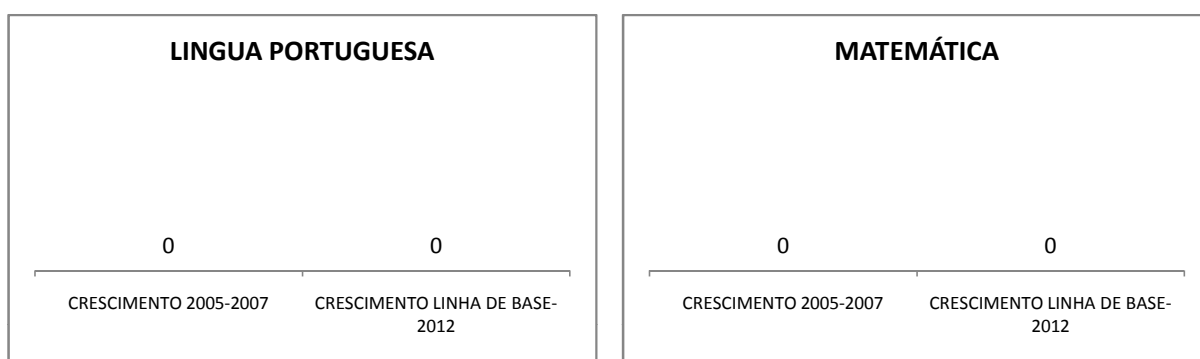 LINGUA PORTUGUESA
0
0
CRESCIMENTO 2005-2007
CRESCIMENTO LINHA DE BASE-
2012
MATEMÁTICA
0
0
CRESCIMENTO 2005-2007
CRESCIMENTO LINHA DE BASE-
2012